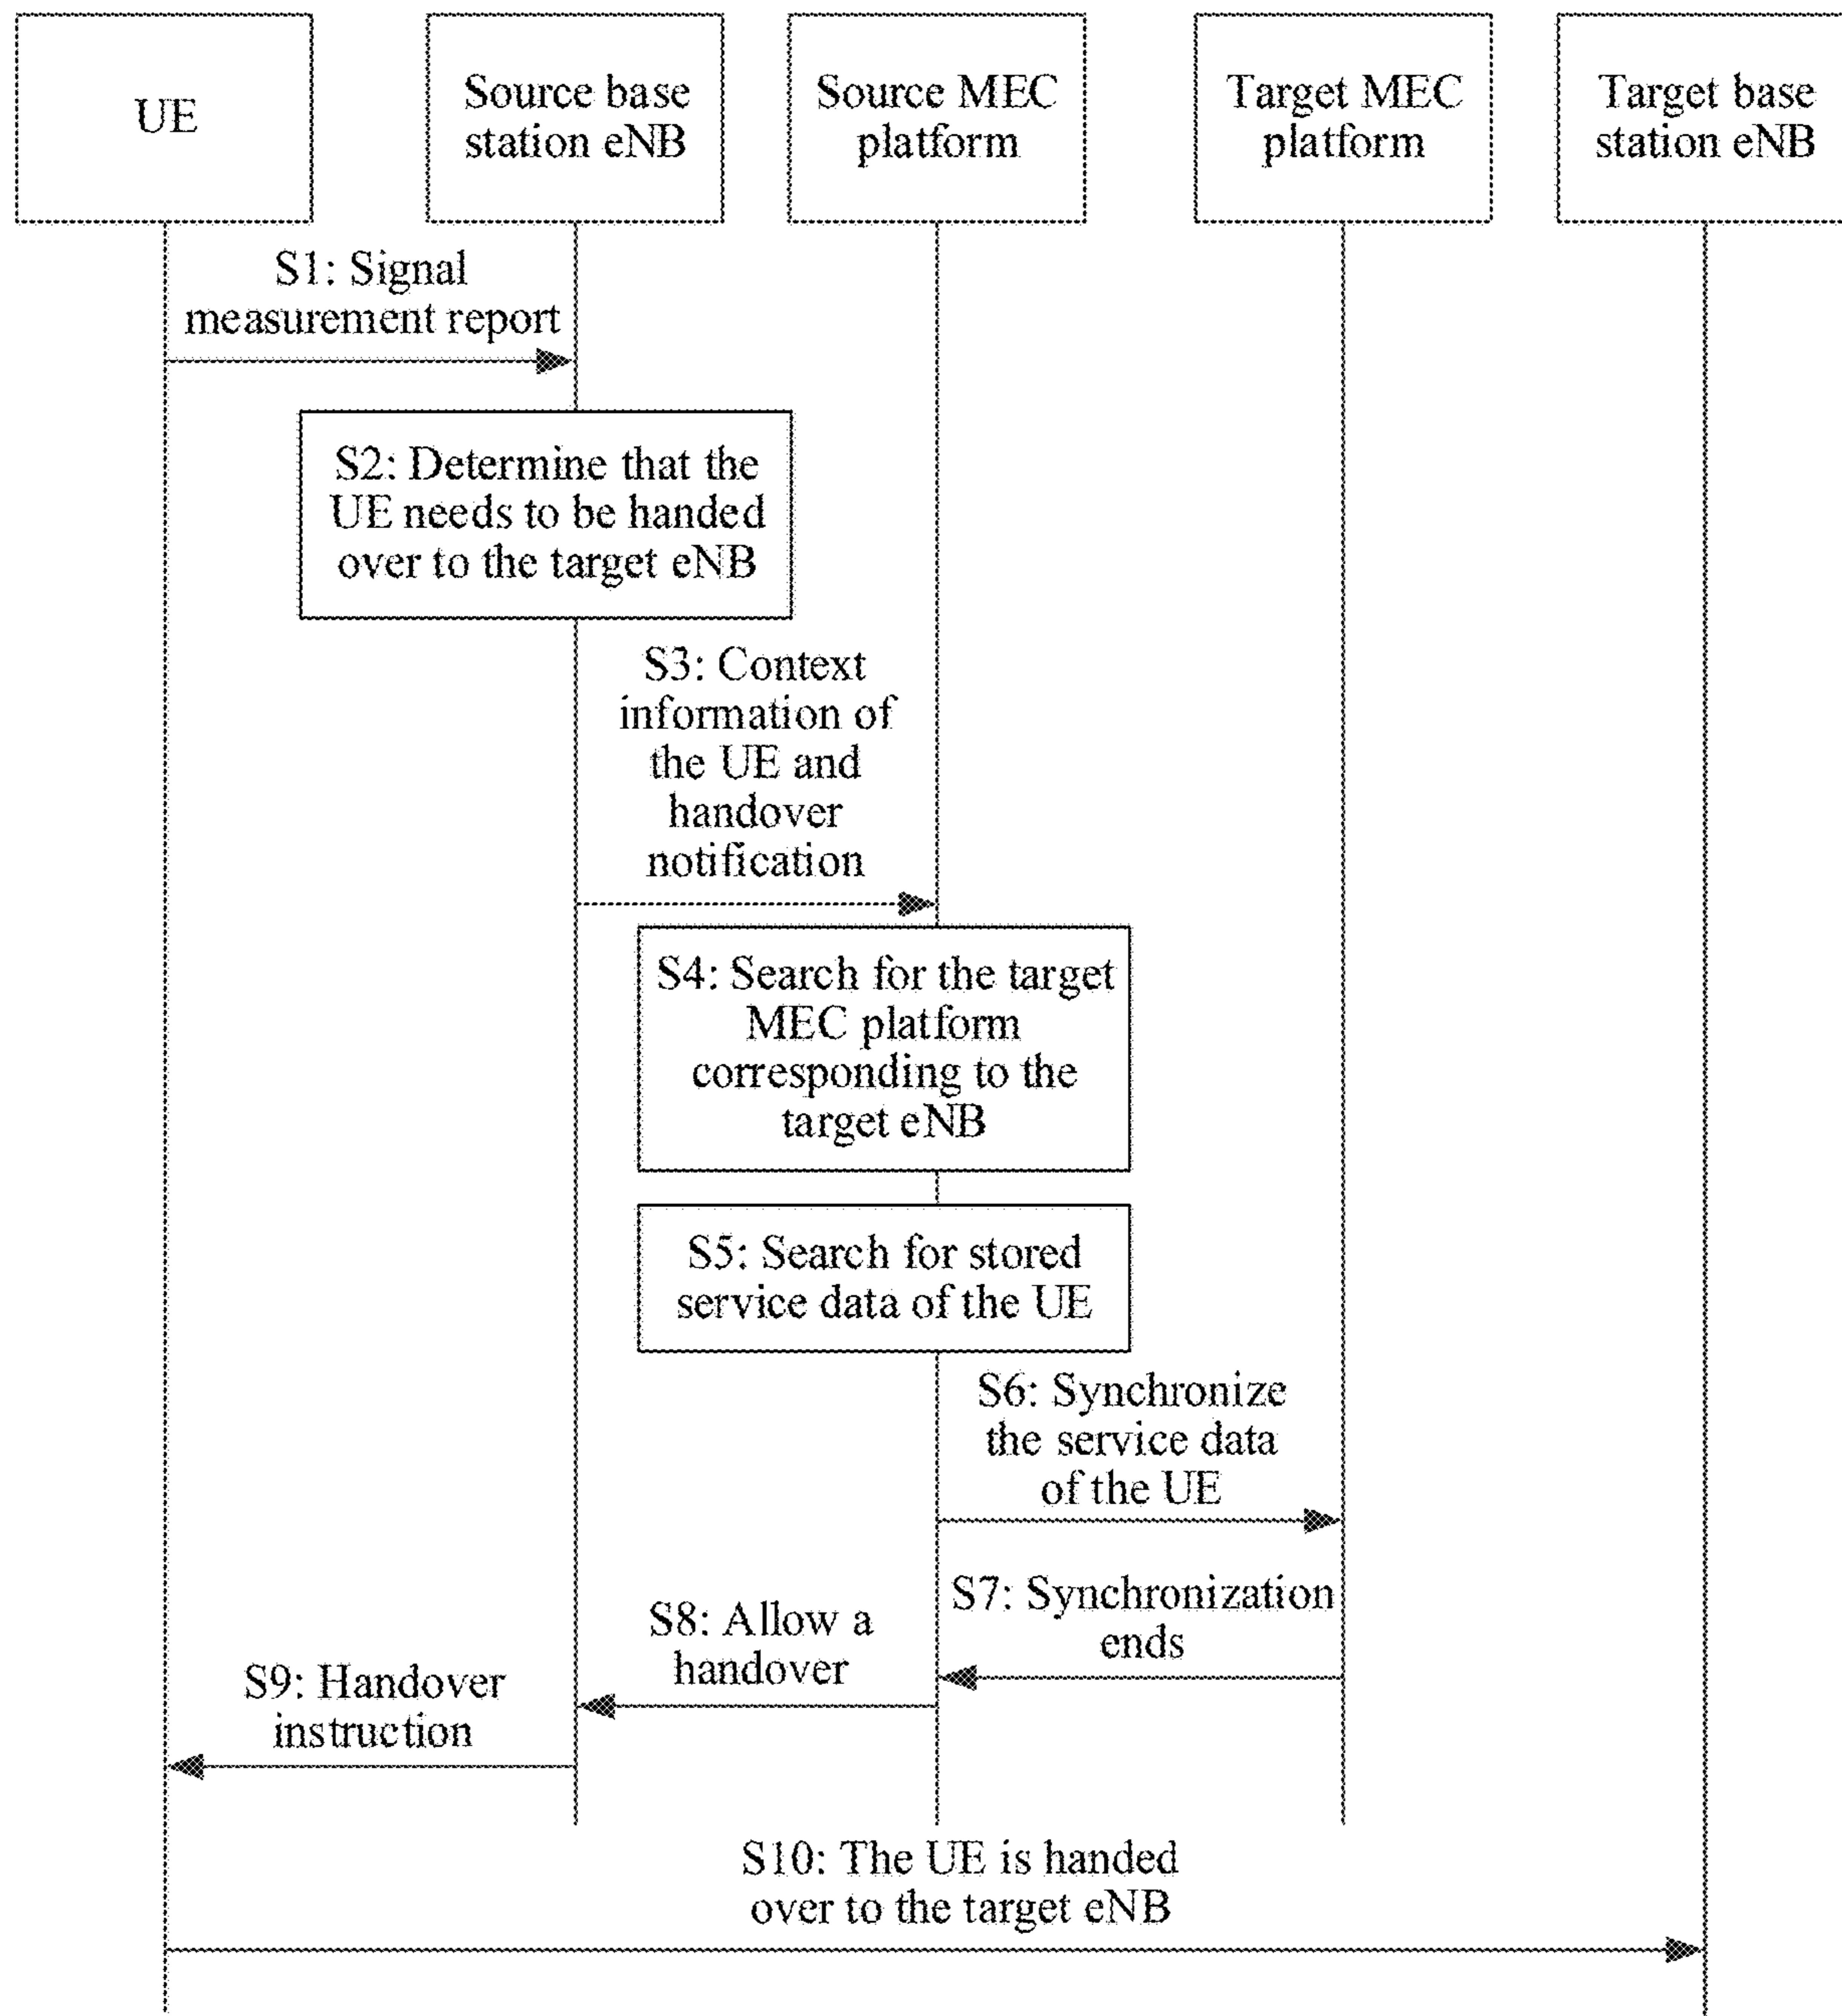 UE
Source base
station eNB
Source MEC
platform
Target MEC
platform
Target base
station eNB
S1: Signal
measurement report
S2: Determine that the
UE needs to be handed
over to the target eNB
S3: Context
information of
the UE and
handover
notification
S4: Search for the target
MEC platform
corresponding to the
target eNB
S5: Search for stored
service data of the UE
S6: Synchronize
the service data
of the UE
S7: Synchronization
ends
S8: Allow a
handover
S9: Handover
instruction
S10: The UE is handed
over to the target eNB